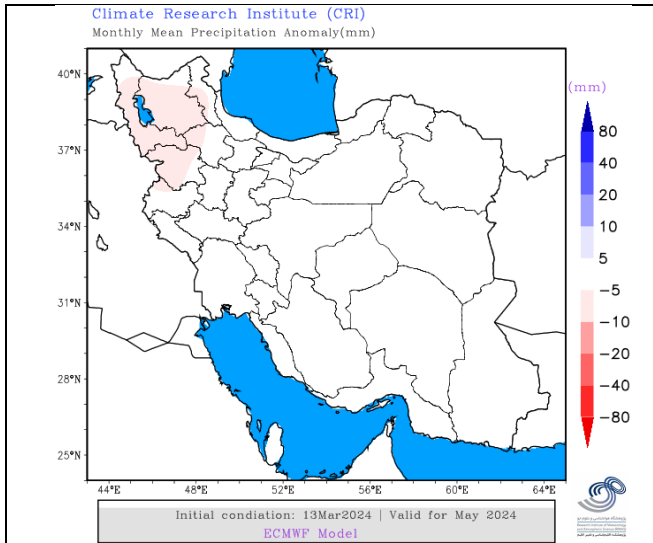 Climate Research Institute (CRI)
Monthly Mean Precipitation Anomaly(mm)
(mm)
40°N
37°N
34°N
31°N
28°N
25°N
44°E 48°E 52°E 56°E 60°E 64°E
80
40
20
10
5
−5
−10
−20
−40
−80
Initial condiation: 13Mar2024 | Valid for May 2024
ECMWF Model